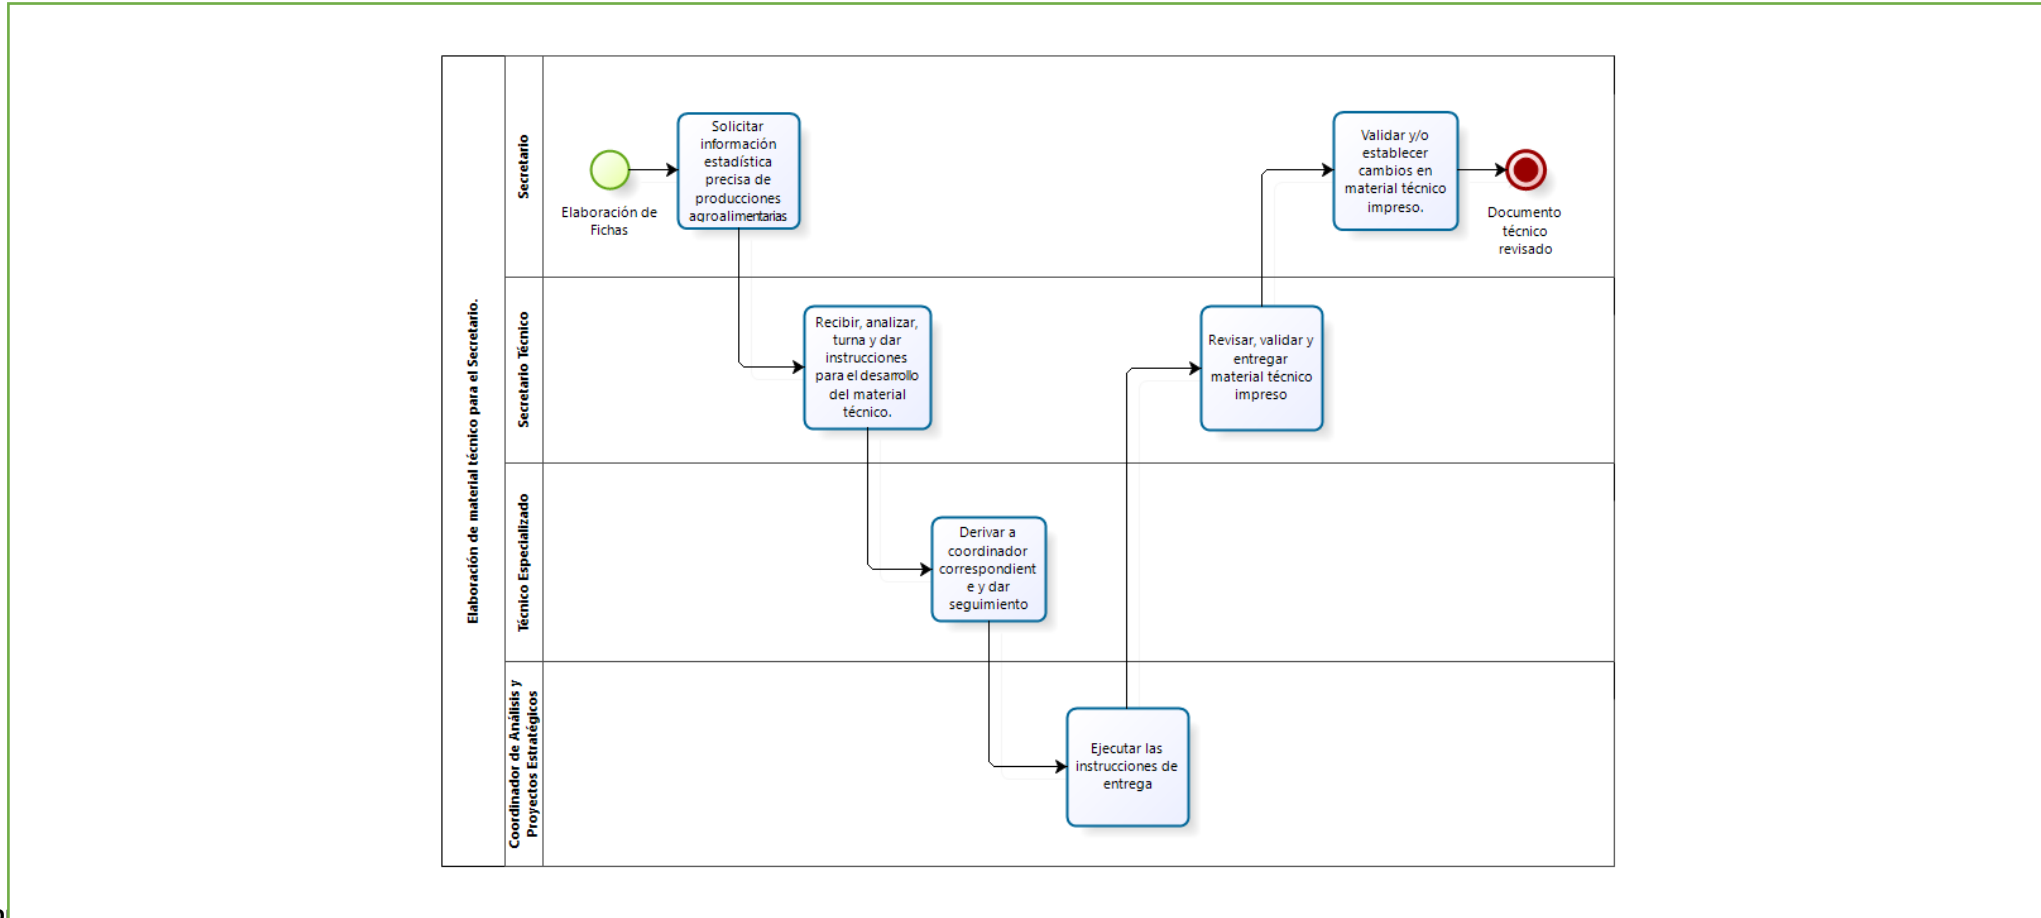 Elaboración de material técnico para el Secretario.
Secretario
Elaboración de
Fichas
Solicitar
información
estadística
precisa de
producciones
agroalimentarias
Validar y/o
establecer
cambios en
material técnico
impreso.
Documento
técnico
revisado
Secretario Técnico
Recibir, analizar,
turna y dar
instrucciones
para el desarrollo
del material
técnico.
Revisar, validar y
entregar
material técnico
impreso
Técnico Especializado
Derivar a
coordinador
correspondient
e y dar
seguimiento
Coordinador de Análisis y
Proyectos Estratégicos
Ejecutar las
instrucciones de
entrega